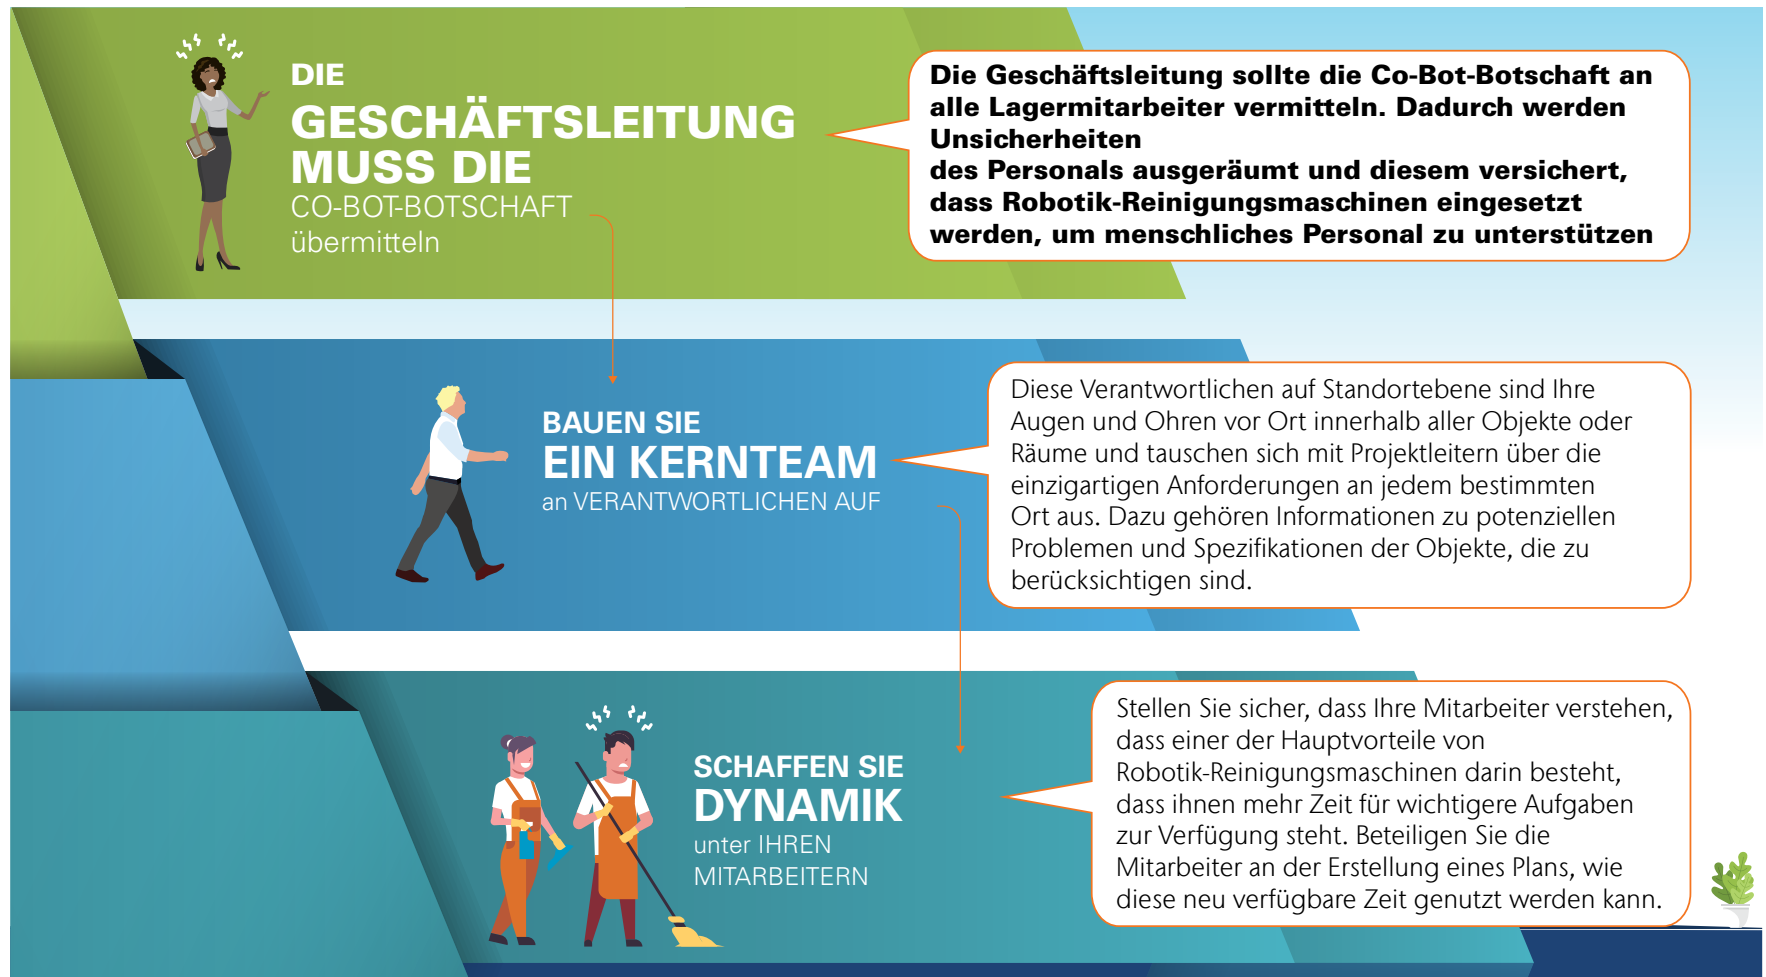 DIE
GESCHÄFTSLEITUNG
MUSS DIE
CO-BOT-BOTSCHAFT
übermitteln
Die Geschäftsleitung sollte die Co-Bot-Botschaft an
alle Lagermitarbeiter vermitteln. Dadurch werden
Unsicherheiten
des Personals ausgeräumt und diesem versichert,
dass Robotik-Reinigungsmaschinen eingesetzt
werden, um menschliches Personal zu unterstützen
BAUEN SIE
EIN KERNTEAM
an VERANTWORTLICHEN AUF
Diese Verantwortlichen auf Standortebene sind Ihre
Augen und Ohren vor Ort innerhalb aller Objekte oder
Räume und tauschen sich mit Projektleitern über die
einzigartigen Anforderungen an jedem bestimmten
Ort aus. Dazu gehören Informationen zu potenziellen
Problemen und Spezifikationen der Objekte, die zu
berücksichtigen sind.
SCHAFFEN SIE
DYNAMIK
unter IHREN
MITARBEITERN
Stellen Sie sicher, dass Ihre Mitarbeiter verstehen,
dass einer der Hauptvorteile von
Robotik-Reinigungsmaschinen darin besteht,
dass ihnen mehr Zeit für wichtigere Aufgaben
zur Verfügung steht. Beteiligen Sie die
Mitarbeiter an der Erstellung eines Plans, wie
diese neu verfügbare Zeit genutzt werden kann.